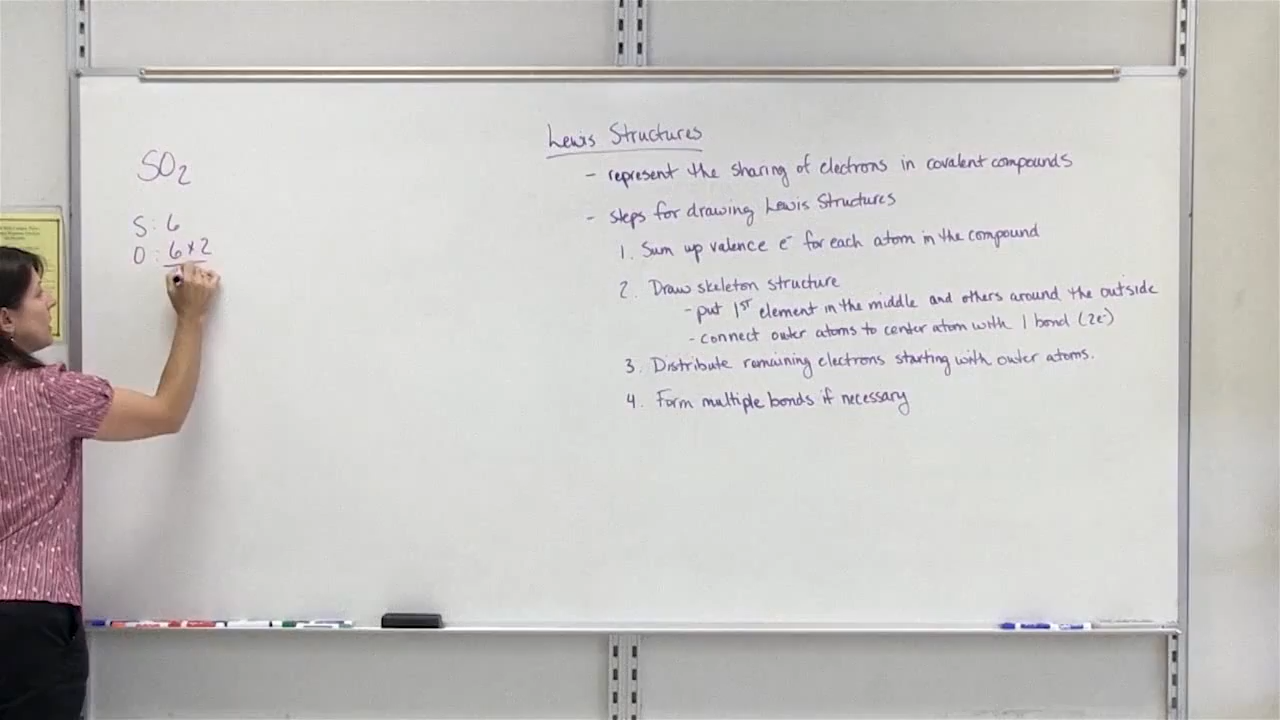 SO2
S: 6
O: 6x2
Lewis Structures
- represent the sharing of electrons in covalent compounds
- steps for drawing Lewis Structures
1. Sum up valence e- for each atom in the compound
2. Draw skeleton structure
- put 1st element in the middle and others around the outside
- connect outer atoms to center atom with 1 bond (2e-)
3. Distribute remaining electrons starting with outer atoms.
4. Form multiple bonds if necessary